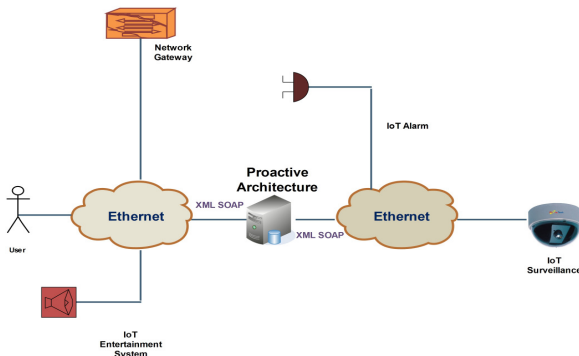 Network
Gateway
IoT Alarm
Proactive
Architecture
XML SOAP
Ethernet
Ethernet
XML SOAP
User
IoT
Surveillance
IoT
Entertainment
System